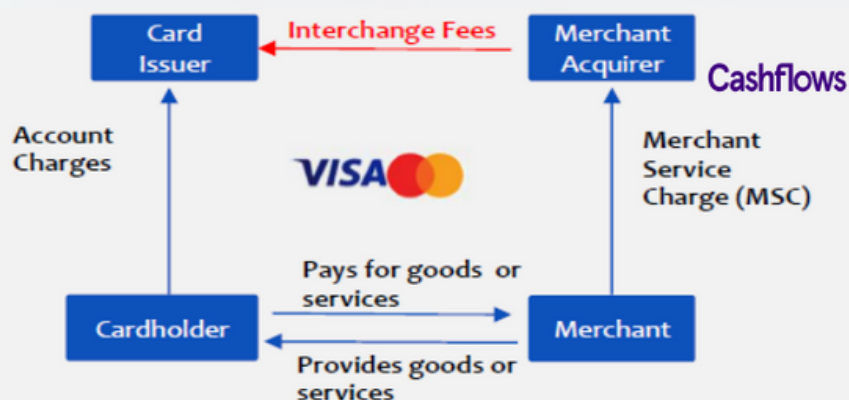 Card
Issuer
Interchange Fees
Merchant
Acquirer
Cashflows
Account
Charges
VISA
Merchant
Service
Charge (MSC)
Pays for goods or
services
Cardholder
Merchant
Provides goods or
services